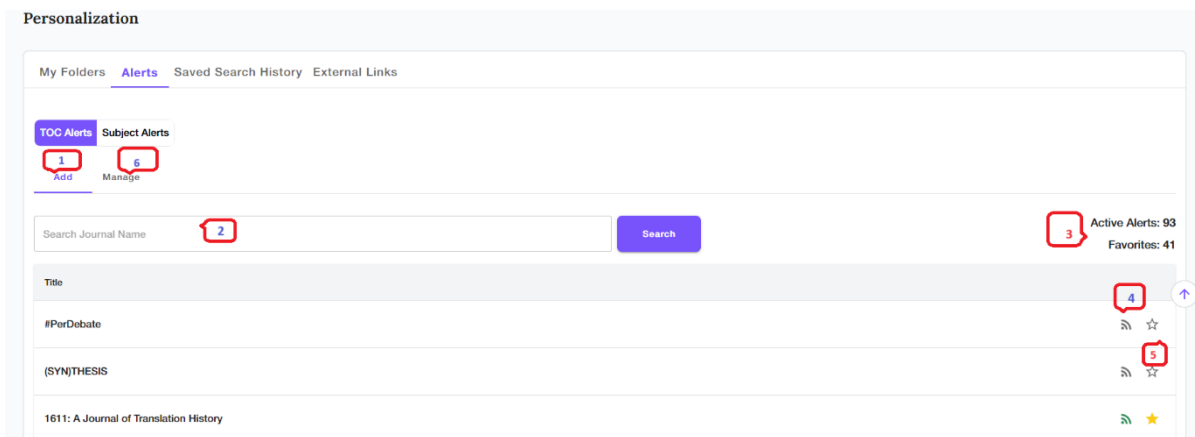 Personalization
My Folders Alerts Saved Search History External Links
TOC Alerts Subject Alerts
1 6
Add Manage
Search Journal Name 2 Search
Active Alerts: 93
3
Favorites: 41
Title
4
#PerDebate
5
(SYN)THESIS
1611: A Journal of Translation History